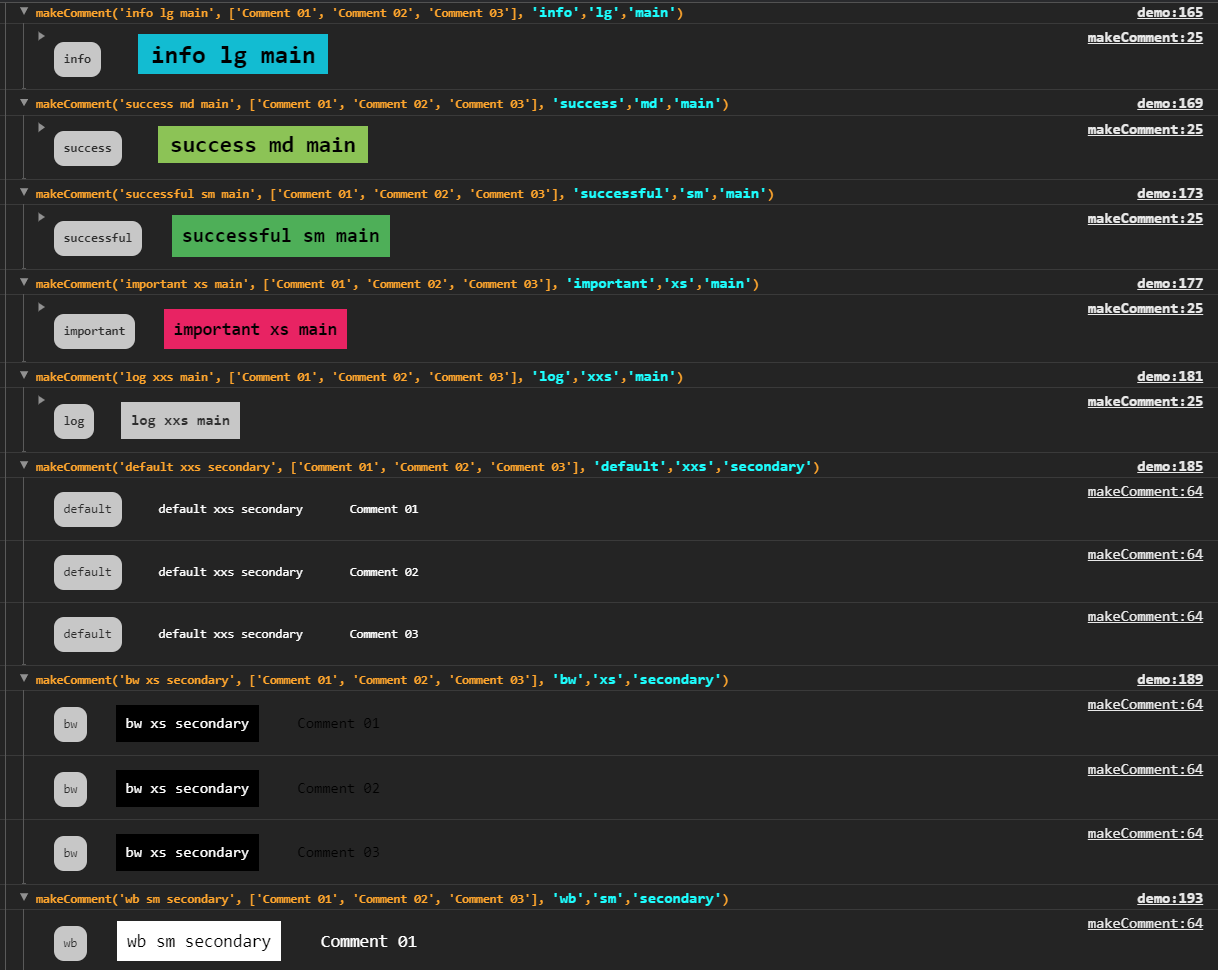 makeComment('info lg main', ['Comment 01', 'Comment 02', 'Comment 03'], 'info','lg','main') demo:165
makeComment:25
info info lg main
makeComment('success md main', ['Comment 01', 'Comment 02', 'Comment 03'], 'success','md','main') demo:169
makeComment:25
success success md main
makeComment('successful sm main', ['Comment 01', 'Comment 02', 'Comment 03'], 'successful','sm','main') demo:173
makeComment:25
successful successful sm main
makeComment('important xs main', ['Comment 01', 'Comment 02', 'Comment 03'], 'important','xs','main') demo:177
makeComment:25
important important xs main
makeComment('log xxs main', ['Comment 01', 'Comment 02', 'Comment 03'], 'log','xxs','main') demo:181
makeComment:25
log log xxs main
makeComment('default xxs secondary', ['Comment 01', 'Comment 02', 'Comment 03'], 'default','xxs','secondary') demo:185
makeComment:64
default default xxs secondary Comment 01
makeComment:64
default default xxs secondary Comment 02
makeComment:64
default default xxs secondary Comment 03
makeComment('bw xs secondary', ['Comment 01', 'Comment 02', 'Comment 03'], 'bw','xs','secondary') demo:189
makeComment:64
bw bw xs secondary Comment 01
makeComment:64
bw bw xs secondary Comment 02
makeComment:64
bw bw xs secondary Comment 03
makeComment('wb sm secondary', ['Comment 01', 'Comment 02', 'Comment 03'], 'wb','sm','secondary') demo:193
makeComment:64
wb wb sm secondary Comment 01